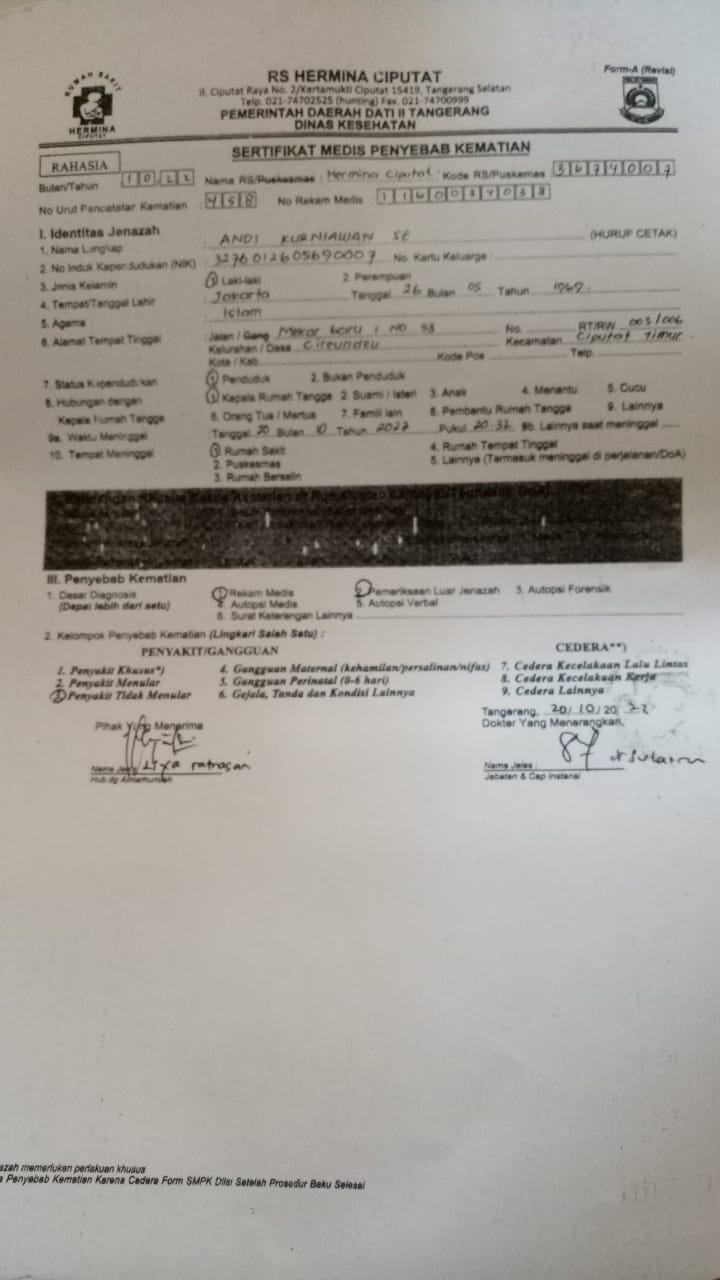 RUMAH SAKIT
HERMINA
CIPUTAT
RS HERMINA CIPUTAT
Jl. Ciputat Raya No. 2/Kertamukti Ciputat 15419, Tangerang Selatan
Telp. 021-74702525 (hunting) Fax. 021-74700999
PEMERINTAH DAERAH DATI II TANGERANG
DINAS KESEHATAN
Form-A (Revisi)
SERTIFIKAT MEDIS PENYEBAB KEMATIAN
RAHASIA
Bulan/Tahun 1022 Nama RS/Puskesmas : Hermina Ciputat Kode RS/Puskesmas 3674007
No Urut Pencatatan Kematian : 458 No Rekam Medis 1160084038
I. Identitas Jenazah
1. Nama Lengkap : ANDI KURNIAWAN SE (HURUF CETAK)
2. No Induk Kependudukan (NIK) : 3276012605690007 No. Kartu Keluarga :
3. Jenis Kelamin 1 Laki-laki 2. Perempuan
4. Tempat/Tanggal Lahir : Jakarta Tanggal 26 Bulan 05 Tahun 1969
5. Agama : Islam
6. Alamat Tempat Tinggal : Jalan / Gang Mekar baru 1 NO 53 No. RT/RW 003/006
Kelurahan / Desa Cireundeu Kecamatan Ciputat Timur
Kota / Kab. Kode Pos Telp.
7. Status Kependudukan 1 Penduduk 2. Bukan Penduduk
8. Hubungan dengan 1 Kepala Rumah Tangga 2. Suami / Isteri 3. Anak 4. Menantu 5. Cucu
Kepala Rumah Tangga 6. Orang Tua / Mertua 7. Famili lain 8. Pembantu Rumah Tangga 9. Lainnya
9a. Waktu Meninggal : Tanggal 20 Bulan 10 Tahun 2022 Pukul 20.32 9b. Lainnya saat meninggal
10. Tempat Meninggal 1 Rumah Sakit 4. Rumah Tempat Tinggal
2. Puskesmas 5. Lainnya (Termasuk meninggal di perjalanan/DoA)
3. Rumah Bersalin
III. Penyebab Kematian
1. Dasar Diagnosis 1 Rekam Medis 2 Pemeriksaan Luar Jenazah 3. Autopsi Forensik
(Dapat lebih dari satu) 4. Autopsi Medis 5. Autopsi Verbal
6. Surat Keterangan Lainnya
2. Kelompok Penyebab Kematian (Lingkari Salah Satu) :
PENYAKIT/GANGGUAN CEDERA**)
1. Penyakit Khusus*) 4. Gangguan Maternal (kehamilan/persalinan/nifas) 7. Cedera Kecelakaan Lalu Lintas
2. Penyakit Menular 5. Gangguan Perinatal (0-6 hari) 8. Cedera Kecelakaan Kerja
3 Penyakit Tidak Menular 6. Gejala, Tanda dan Kondisi Lainnya 9. Cedera Lainnya
Tangerang, 20/10/20 22
Pihak Yang Menerima Dokter Yang Menerangkan,
ratnasari
Nama Jelas :
Hub.dg Almarhum/ah Jabatan & Cap Instansi
azah memerlukan perlakuan khusus
a Penyebab Kematian Karena Cedera Form SMPK Diisi Setelah Prosedur Baku Selesai